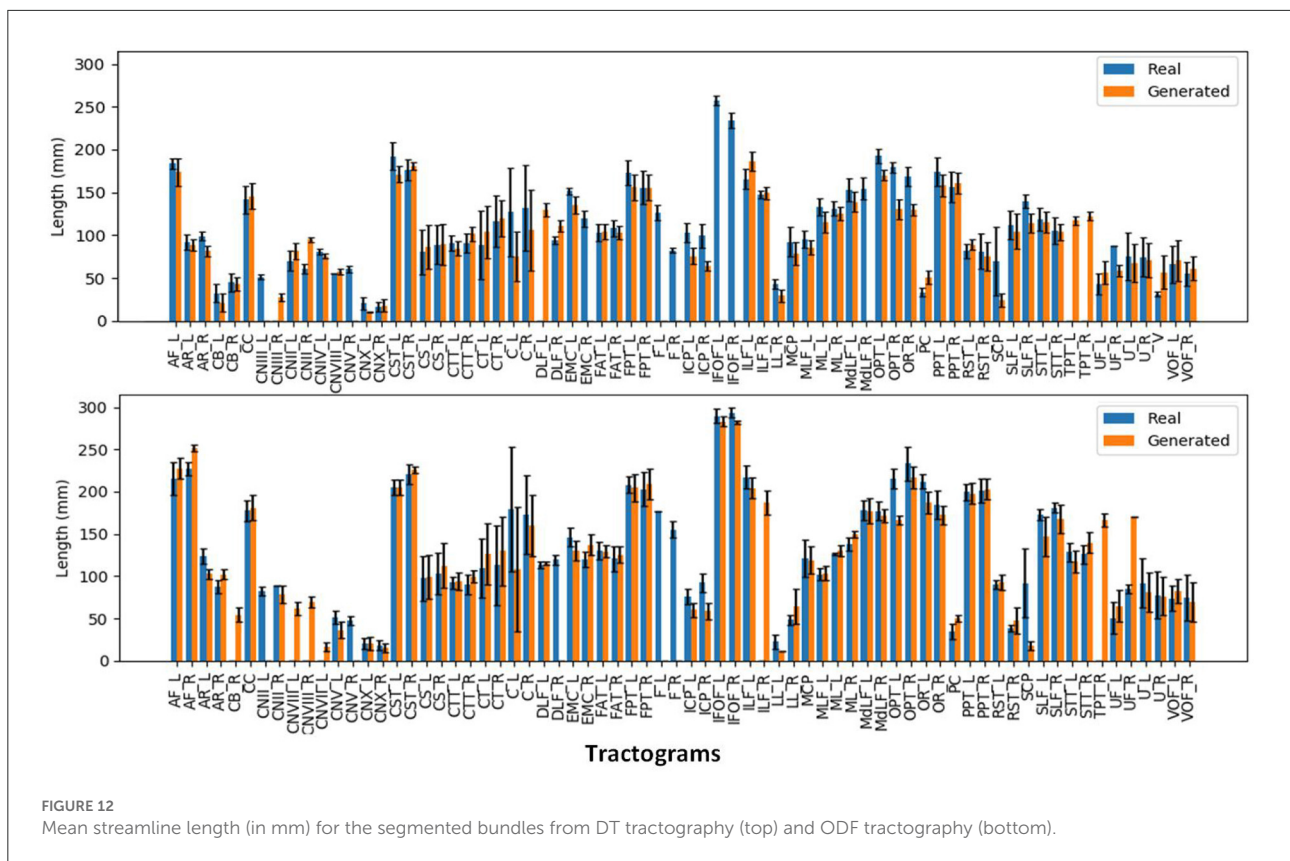 300
250
200
150
100
50
0
Length (mm)
Real
Generated
AF_L
AR_L
AR_R
CB_L
CB_R
CC
CNIII_L
CNIII_R
CNII_L
CNII_R
CNIV_L
CNVIII_L
CNV_R
CNX_L
CNX_R
CST_L
CST_R
CS_L
CS_R
CTT_L
CTT_R
CT_L
CT_R
C_L
C_R
DLF_L
DLF_R
EMC_L
EMC_R
FAT_L
FAT_R
FPT_L
FPT_R
F_L
F_R
ICP_L
ICP_R
IFOF_L
IFOF_R
ILF_L
ILF_R
LL_R
MCP
MLF_L
ML_L
ML_R
MdLF_L
MdLF_R
OPT_L
OPT_R
OR_R
PC
PPT_L
PPT_R
RST_L
RST_R
SCP
SLF_L
SLF_R
STT_L
STT_R
TPT_L
TPT_R
UF_L
UF_R
U_L
U_R
U_V
VOF_L
VOF_R
300
250
200
150
100
50
0
Length (mm)
Real
Generated
AF_L
AF_R
AR_L
AR_R
CB_R
CC
CNII_L
CNII_R
CNVIII_L
CNVIII_R
CNVII_L
CNV_L
CNV_R
CNX_L
CNX_R
CST_L
CST_R
CS_L
CS_R
CTT_L
CTT_R
CT_L
CT_R
C_L
C_R
DLF_L
DLF_R
EMC_L
EMC_R
FAT_L
FAT_R
FPT_L
FPT_R
F_L
F_R
ICP_L
ICP_R
IFOF_L
IFOF_R
ILF_L
ILF_R
LL_L
LL_R
MCP
MLF_L
ML_L
ML_R
MdLF_L
MdLF_R
OPT_L
OPT_R
OR_L
OR_R
PC
PPT_L
PPT_R
RST_L
RST_R
SCP
SLF_L
SLF_R
STT_L
STT_R
TPT_R
UF_L
UF_R
U_L
U_R
VOF_L
VOF_R
Tractograms
FIGURE 12
Mean streamline length (in mm) for the segmented bundles from DT tractography (top) and ODF tractography (bottom).